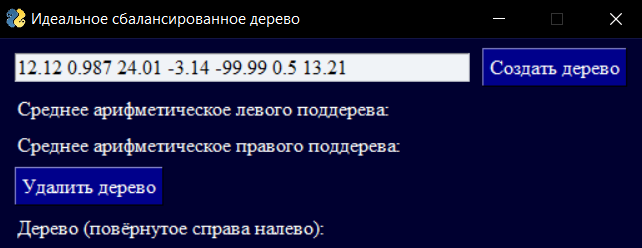 Идеальное сбалансированное дерево
12.12 0.987 24.01 -3.14 -99.99 0.5 13.21 Создать дерево
Среднее арифметическое левого поддерева:
Среднее арифметическое правого поддерева:
Удалить дерево
Дерево (повёрнутое справа налево):